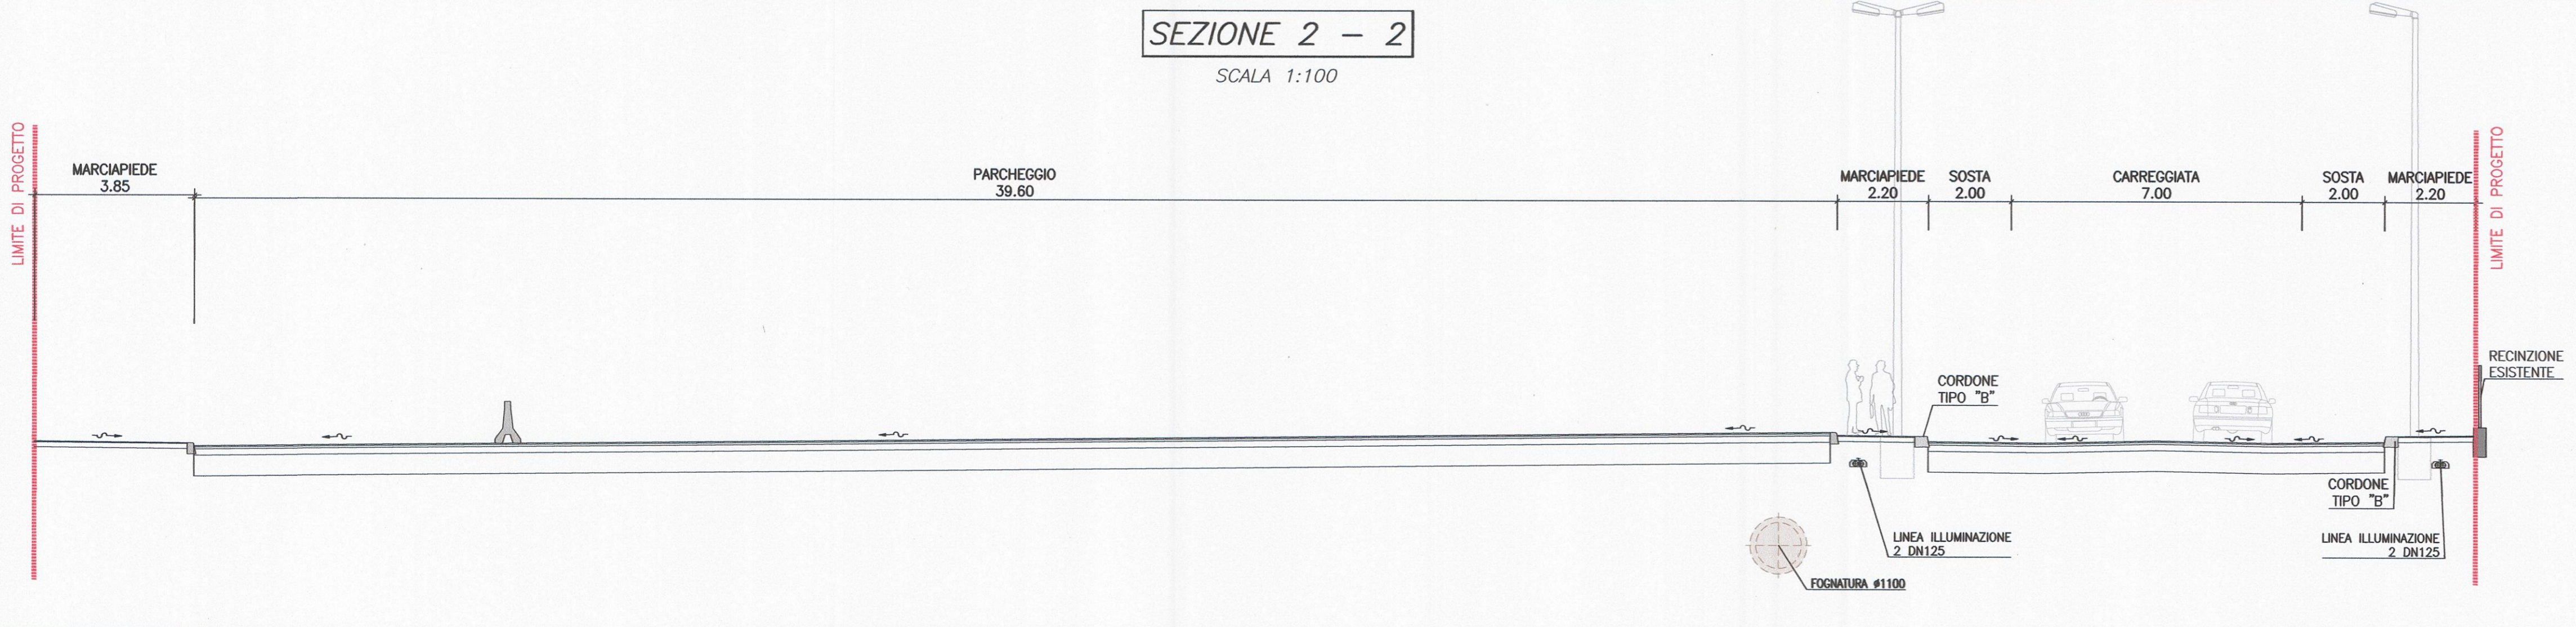 SEZIONE 2 - 2
SCALA 1:100
LIMITE DI PROGETTO
MARCIAPIEDE
3.85
PARCHEGGIO
39.60
MARCIAPIEDE
2.20
SOSTA
2.00
CARREGGIATA
7.00
SOSTA
2.00
MARCIAPIEDE
2.20
LIMITE DI PROGETTO
RECINZIONE
ESISTENTE
CORDONE
TIPO "B"
CORDONE
TIPO "B"
LINEA ILLUMINAZIONE
2 DN125
LINEA ILLUMINAZIONE
2 DN125
FOGNATURA ø1100